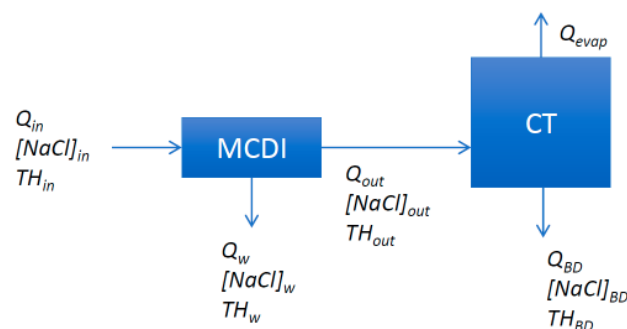 Q_evap
CT
Q_in
[NaCl]_in
TH_in
MCDI
Q_out
[NaCl]_out
TH_out
Q_w
[NaCl]_w
TH_w
Q_BD
[NaCl]_BD
TH_BD